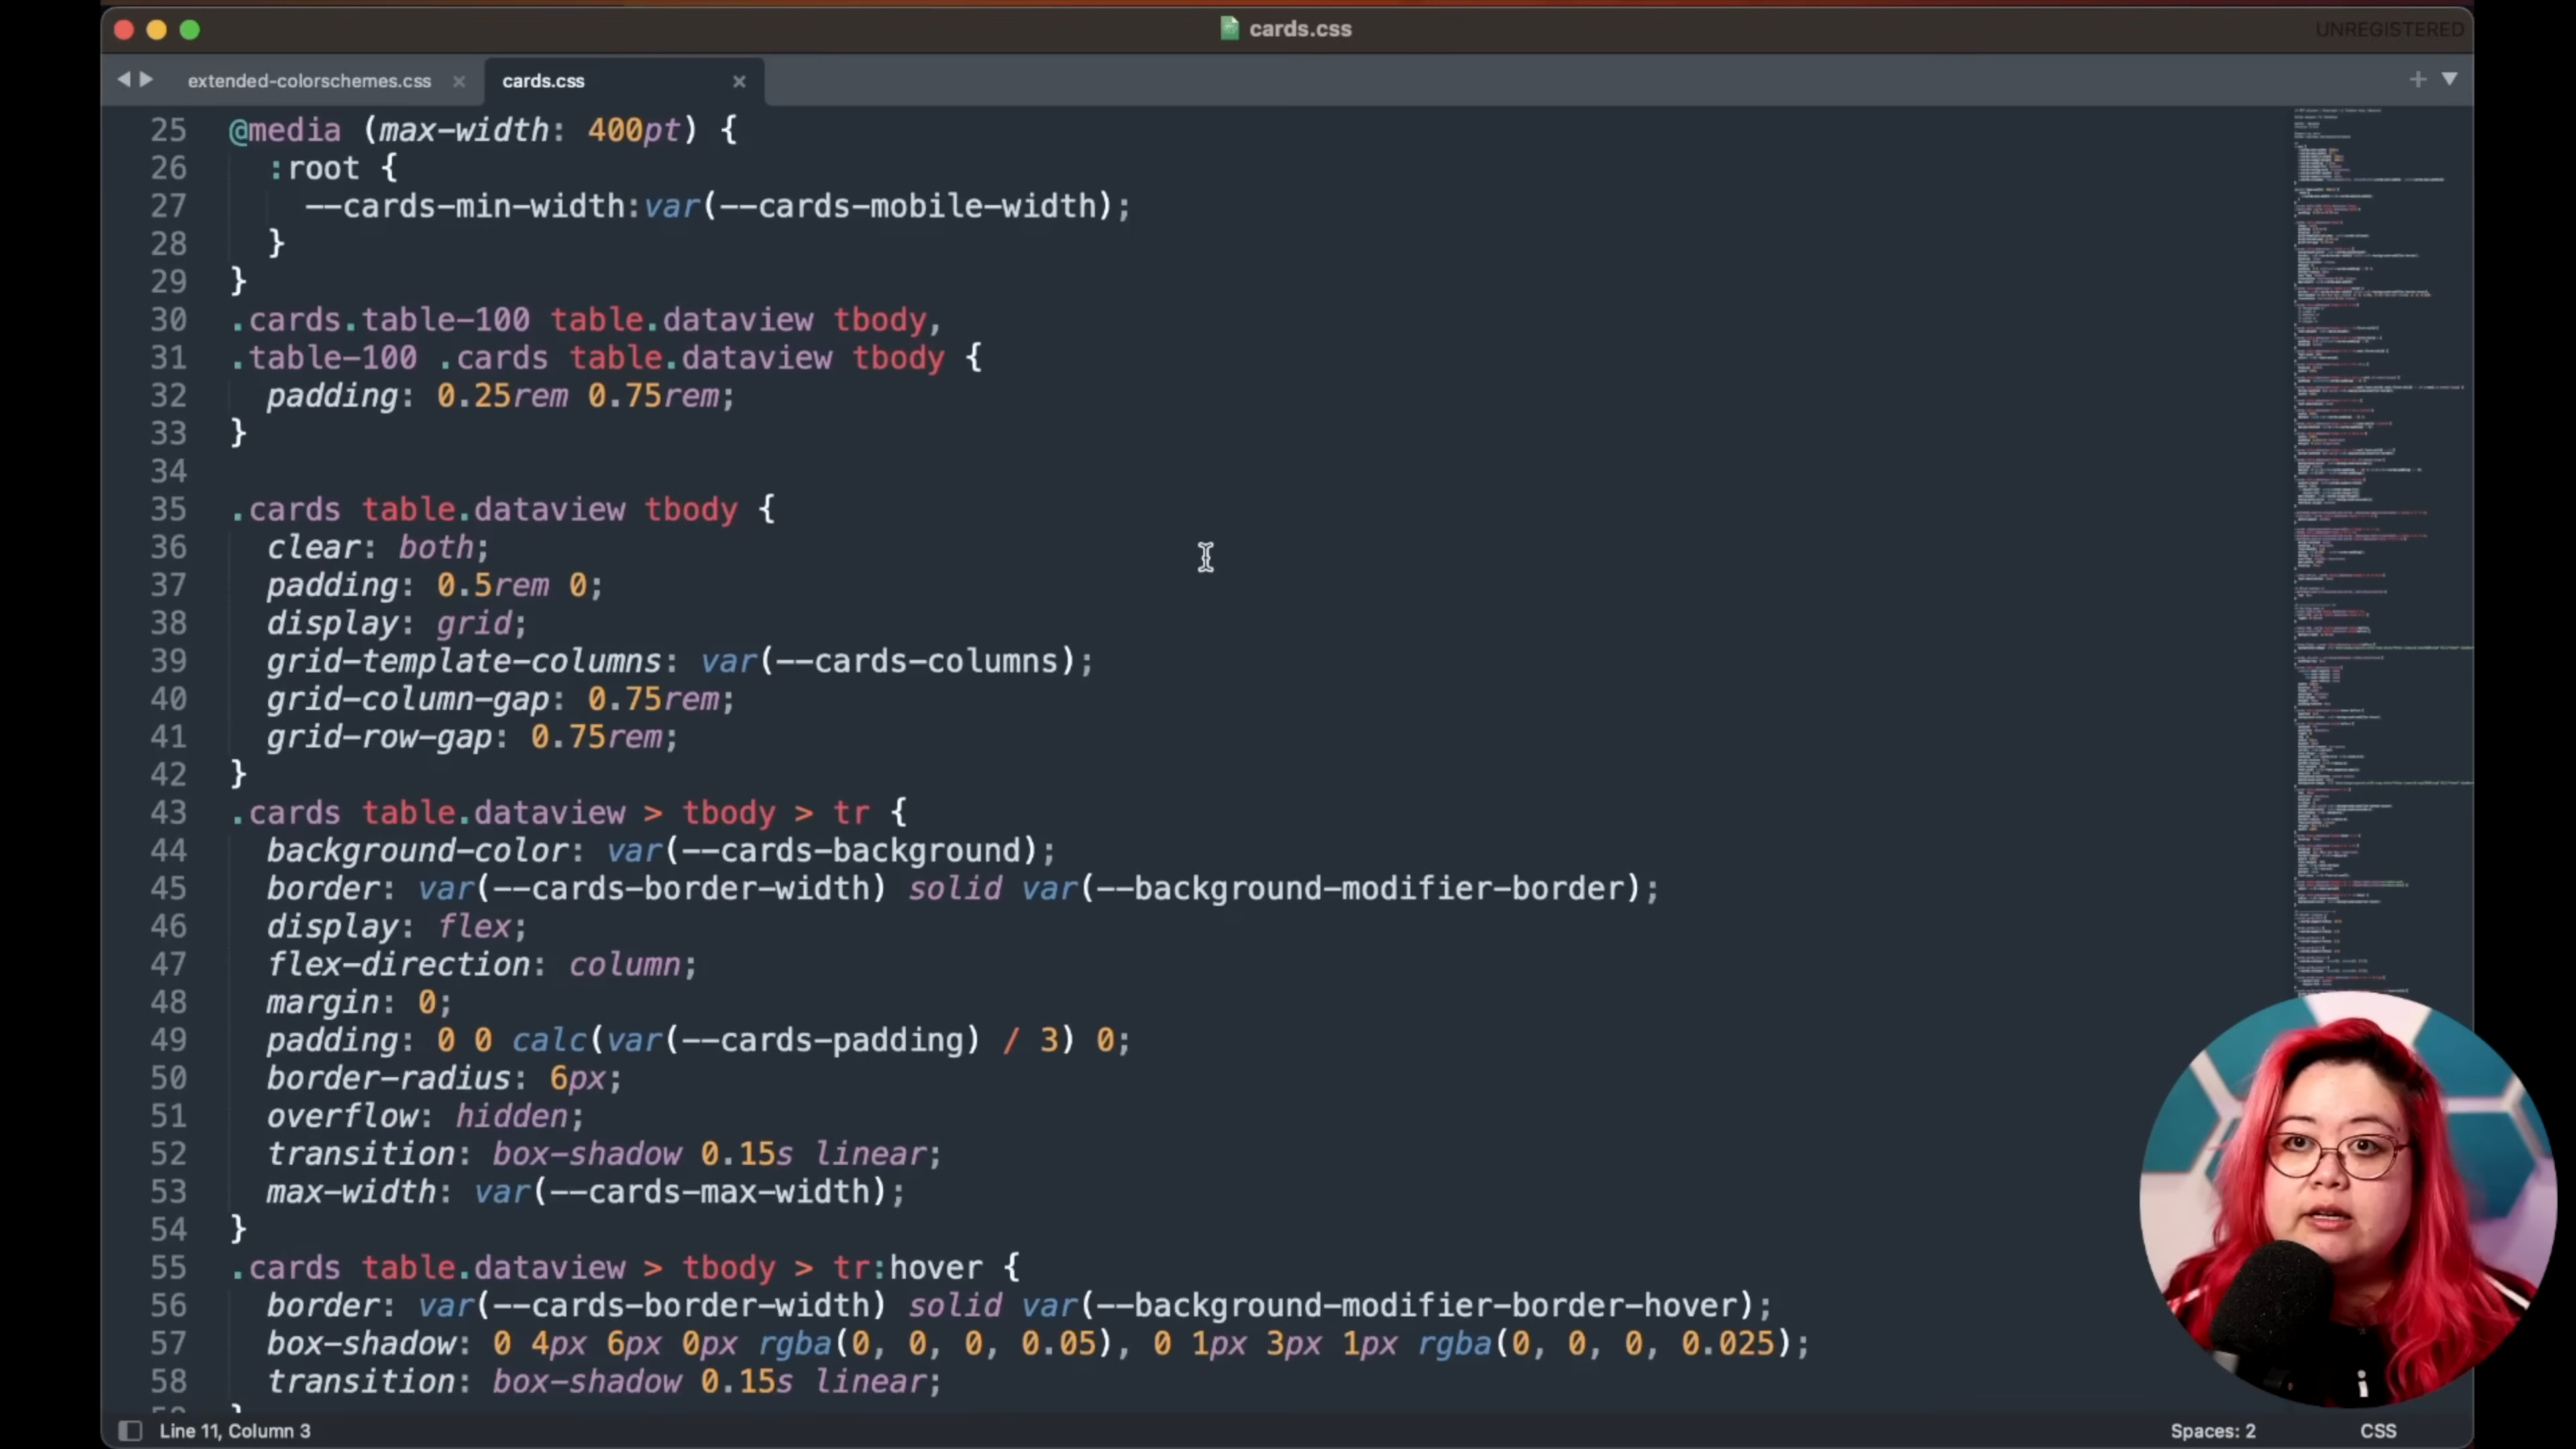 cards.css
UNREGISTERED
extended-colorschemes.css
cards.css
25 @media (max-width: 400pt) {
26 :root {
27 --cards-min-width:var(--cards-mobile-width);
28 }
29 }
30 .cards.table-100 table.dataview tbody,
31 .table-100 .cards table.dataview tbody {
32 padding: 0.25rem 0.75rem;
33 }
34
35 .cards table.dataview tbody {
36 clear: both;
37 padding: 0.5rem 0;
38 display: grid;
39 grid-template-columns: var(--cards-columns);
40 grid-column-gap: 0.75rem;
41 grid-row-gap: 0.75rem;
42 }
43 .cards table.dataview > tbody > tr {
44 background-color: var(--cards-background);
45 border: var(--cards-border-width) solid var(--background-modifier-border);
46 display: flex;
47 flex-direction: column;
48 margin: 0;
49 padding: 0 0 calc(var(--cards-padding) / 3) 0;
50 border-radius: 6px;
51 overflow: hidden;
52 transition: box-shadow 0.15s linear;
53 max-width: var(--cards-max-width);
54 }
55 .cards table.dataview > tbody > tr:hover {
56 border: var(--cards-border-width) solid var(--background-modifier-border-hover);
57 box-shadow: 0 4px 6px 0px rgba(0, 0, 0, 0.05), 0 1px 3px 1px rgba(0, 0, 0, 0.025);
58 transition: box-shadow 0.15s linear;
Line 11, Column 3
Spaces: 2
CSS